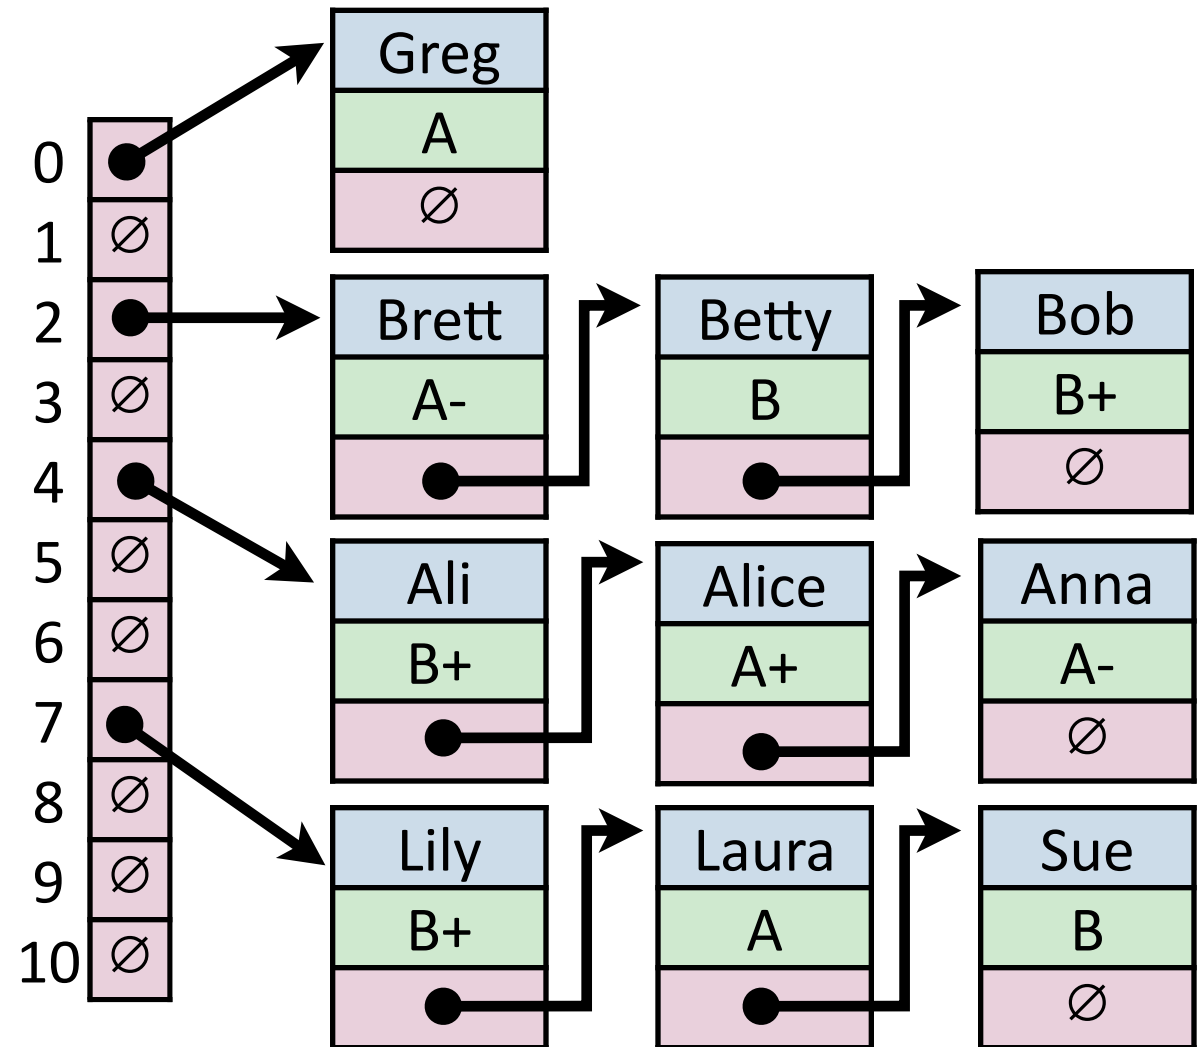 Greg
A
∅
0
∅
1
∅
2
Brett
Betty
Bob
A-
B
B+
∅
3
∅
4
5
∅
Ali
Alice
Anna
B+
A+
A-
∅
6
∅
7
8
∅
Lily
Laura
Sue
B+
A
B
∅
9
∅
10
∅